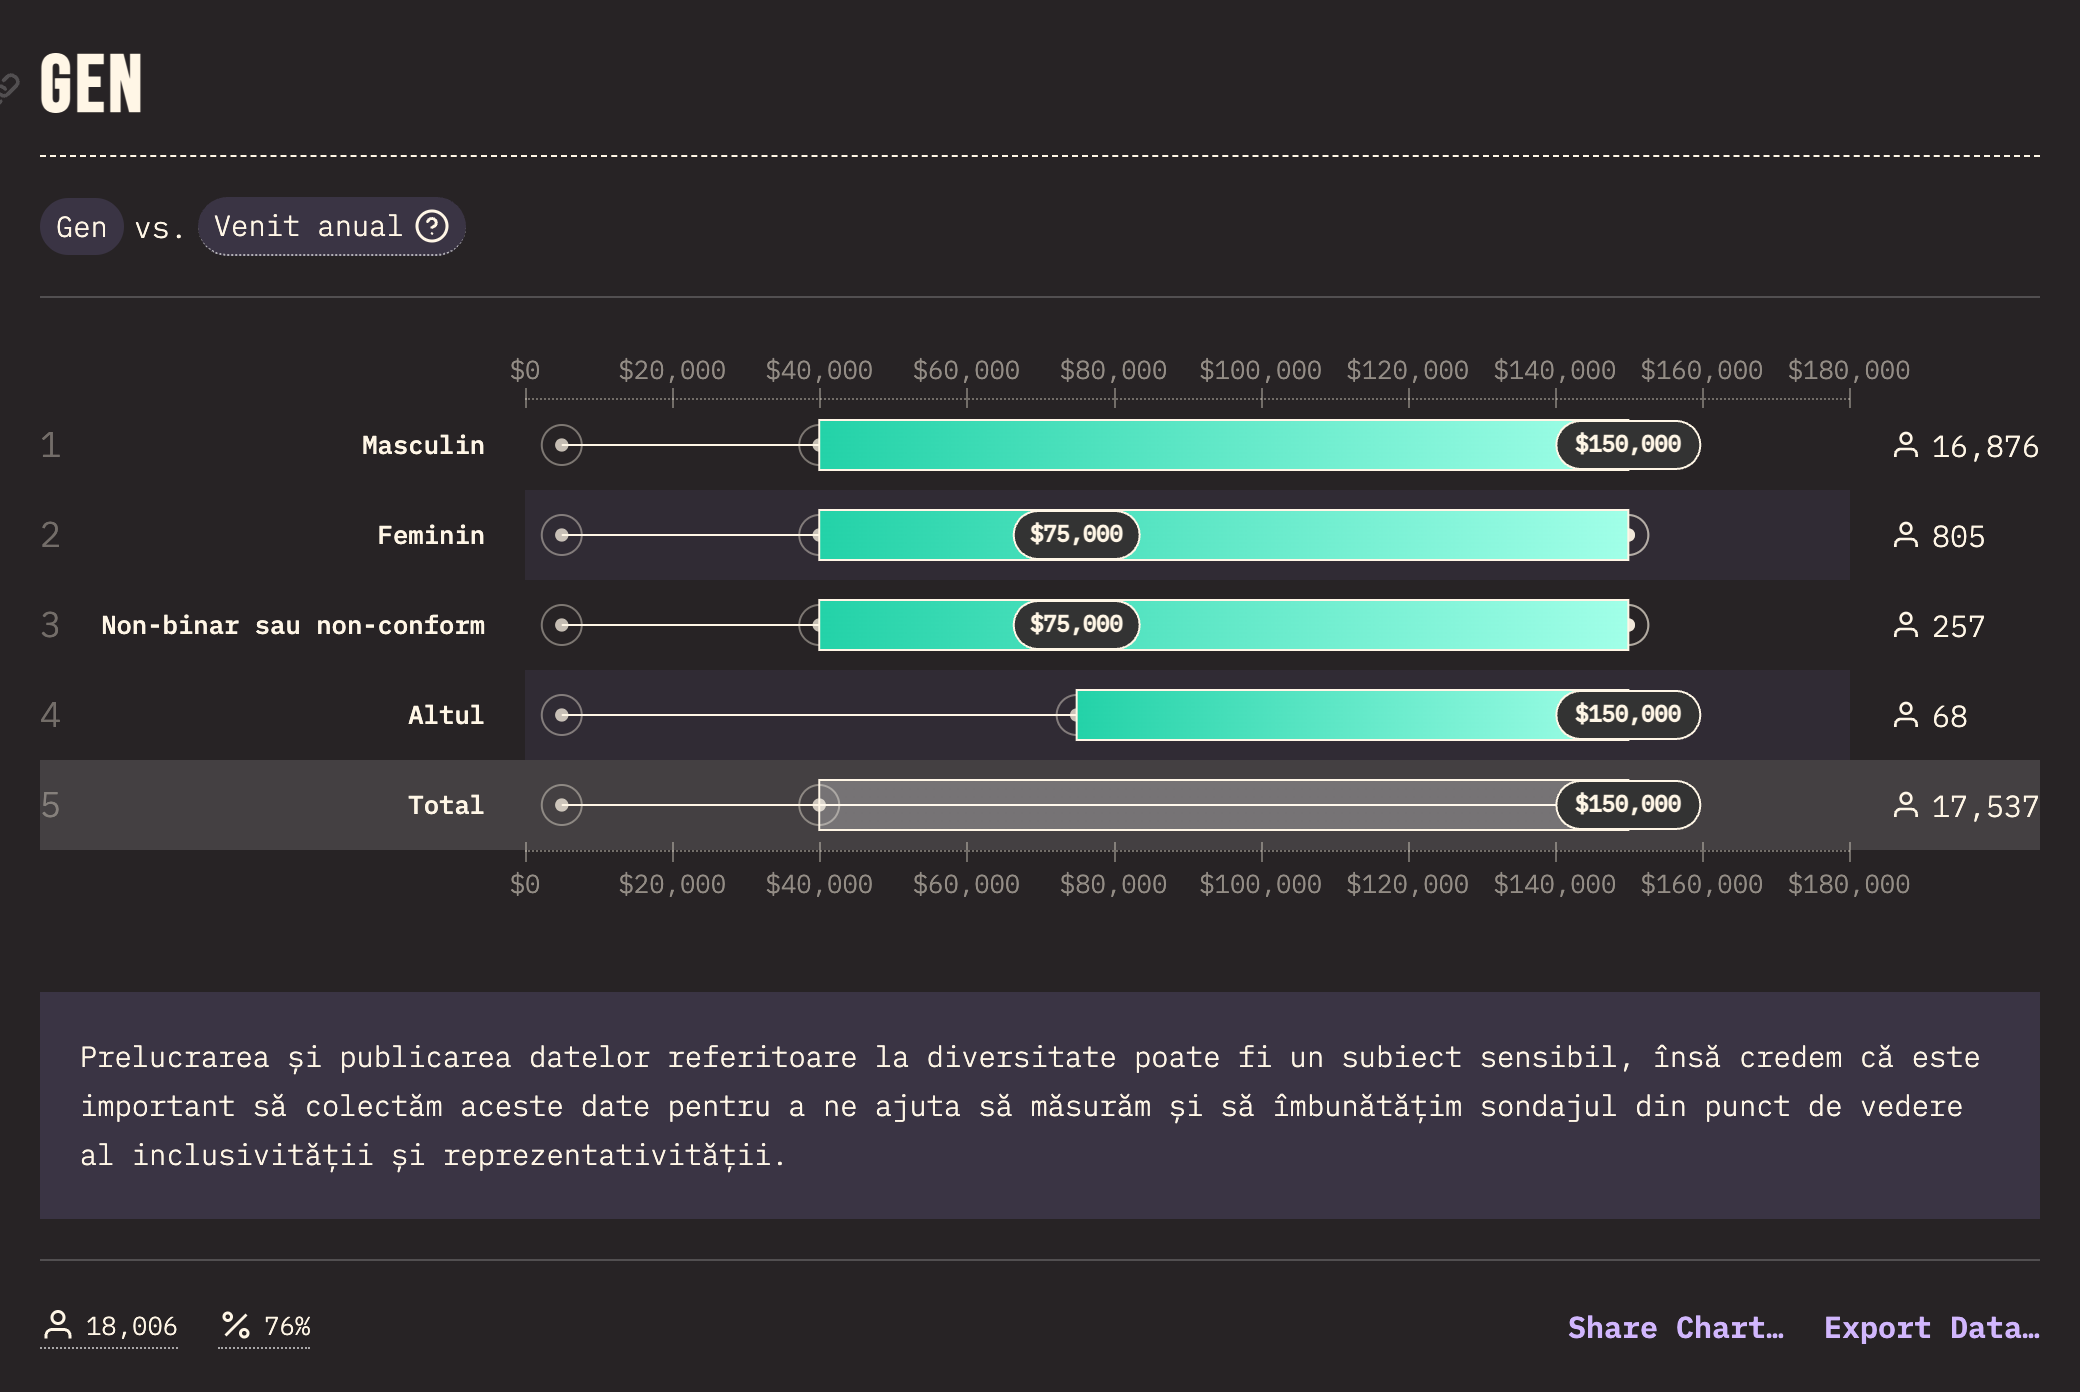 GEN
Gen vs. Venit anual ?
$0 $20,000 $40,000 $60,000 $80,000 $100,000 $120,000 $140,000 $160,000 $180,000
1 Masculin $150,000 16,876
2 Feminin $75,000 805
3 Non-binar sau non-conform $75,000 257
4 Altul $150,000 68
5 Total $150,000 17,537
$0 $20,000 $40,000 $60,000 $80,000 $100,000 $120,000 $140,000 $160,000 $180,000
Prelucrarea și publicarea datelor referitoare la diversitate poate fi un subiect sensibil, însă credem că este
important să colectăm aceste date pentru a ne ajuta să măsurăm și să îmbunătățim sondajul din punct de vedere
al inclusivității și reprezentativității.
18,006 % 76% Share Chart… Export Data…